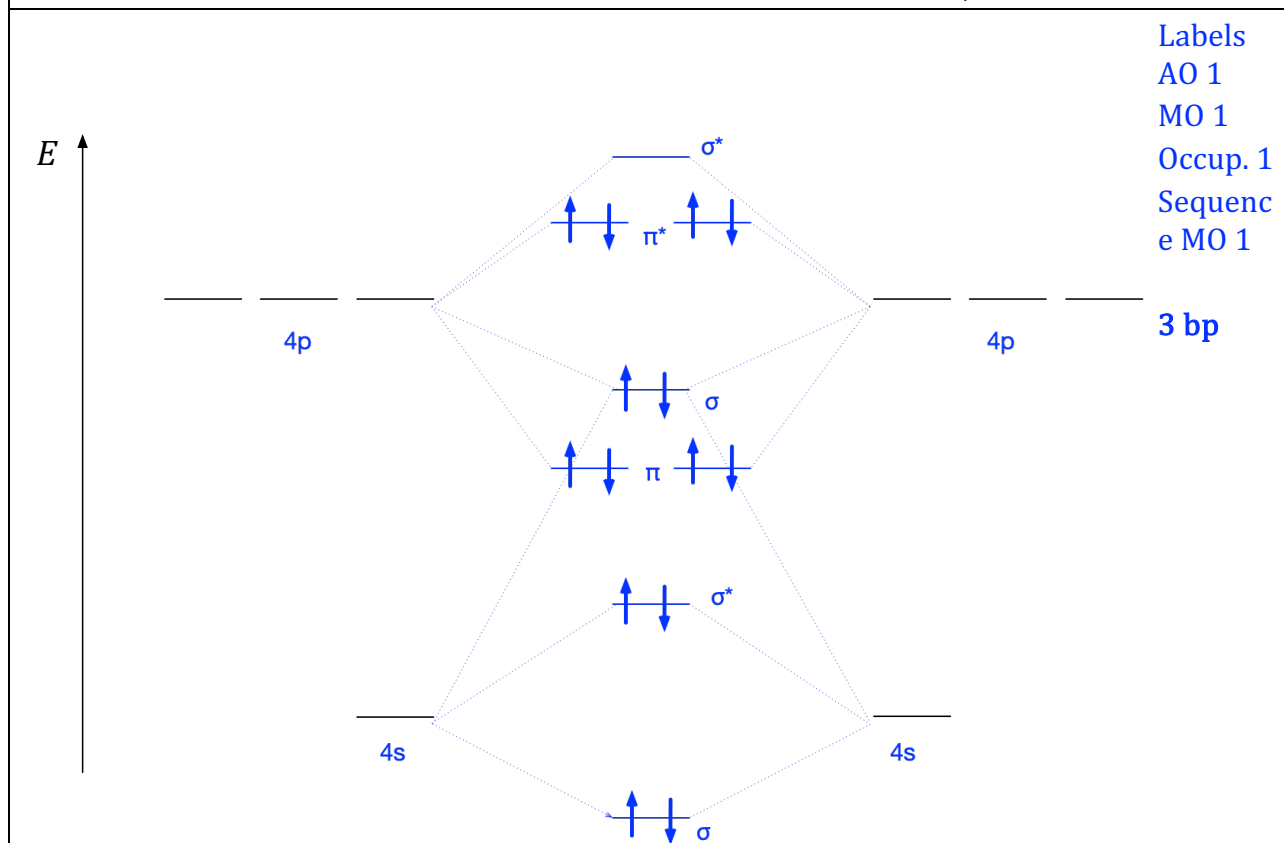 Labels
AO 1
MO 1
Occup. 1
Sequenc
e MO 1
3 bp
E
σ*
π*
4p
4p
σ
π
σ*
4s
4s
σ